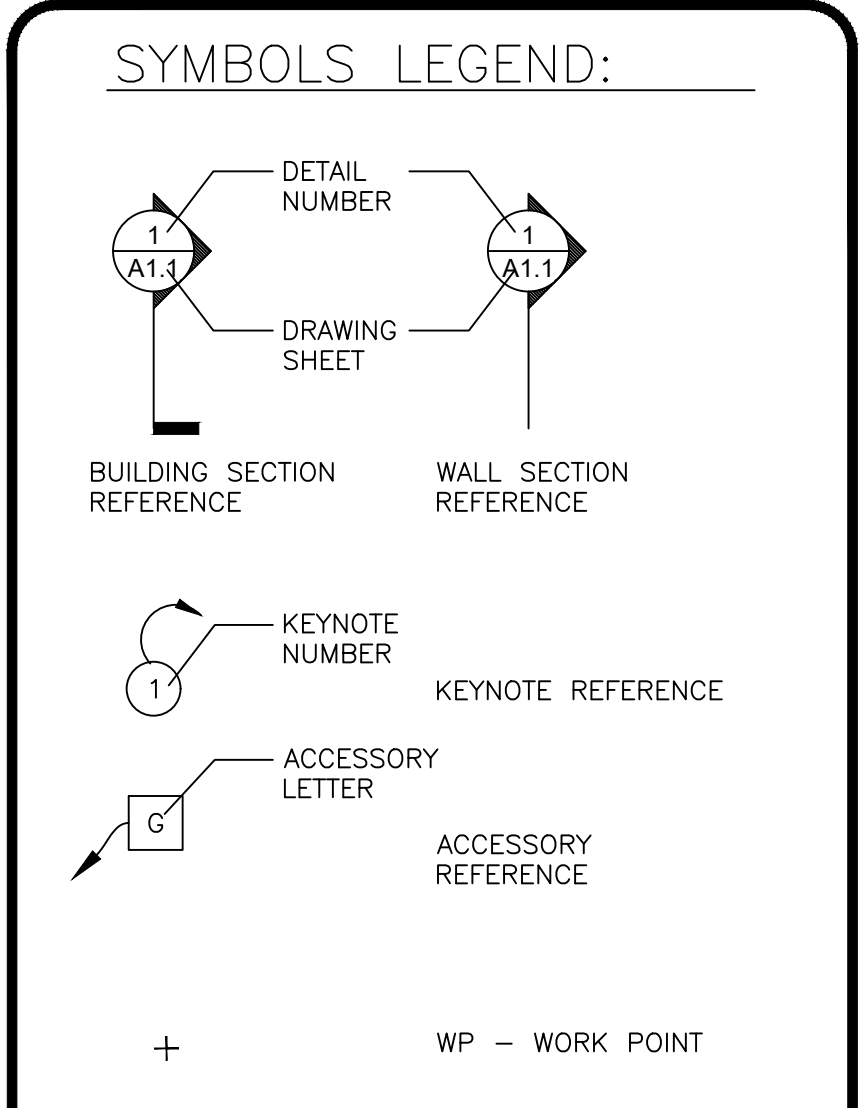 SYMBOLS LEGEND:
DETAIL
NUMBER
1
A1.1
1
A1.1
DRAWING
SHEET
BUILDING SECTION
REFERENCE
WALL SECTION
REFERENCE
KEYNOTE
NUMBER
1
KEYNOTE REFERENCE
ACCESSORY
LETTER
G
ACCESSORY
REFERENCE
WP – WORK POINT